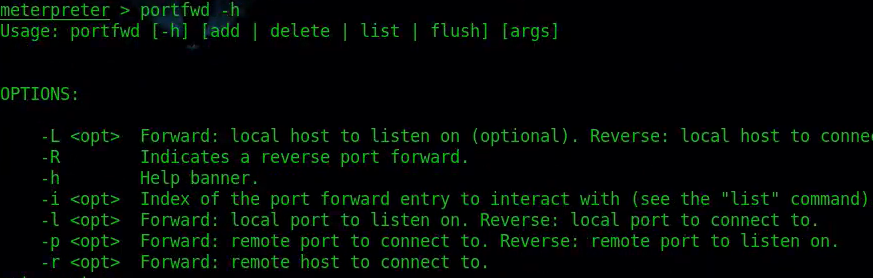 meterpreter > portfwd -h
Usage: portfwd [-h] [add | delete | list | flush] [args]
OPTIONS:
-L <opt> Forward: local host to listen on (optional). Reverse: local host to
-R Indicates a reverse port forward.
-h Help banner.
-i <opt> Index of the port forward entry to interact with (see the "list" command)
-l <opt> Forward: local port to listen on. Reverse: local port to connect to.
-p <opt> Forward: remote port to connect to. Reverse: remote port to listen on.
-r <opt> Forward: remote host to connect to.